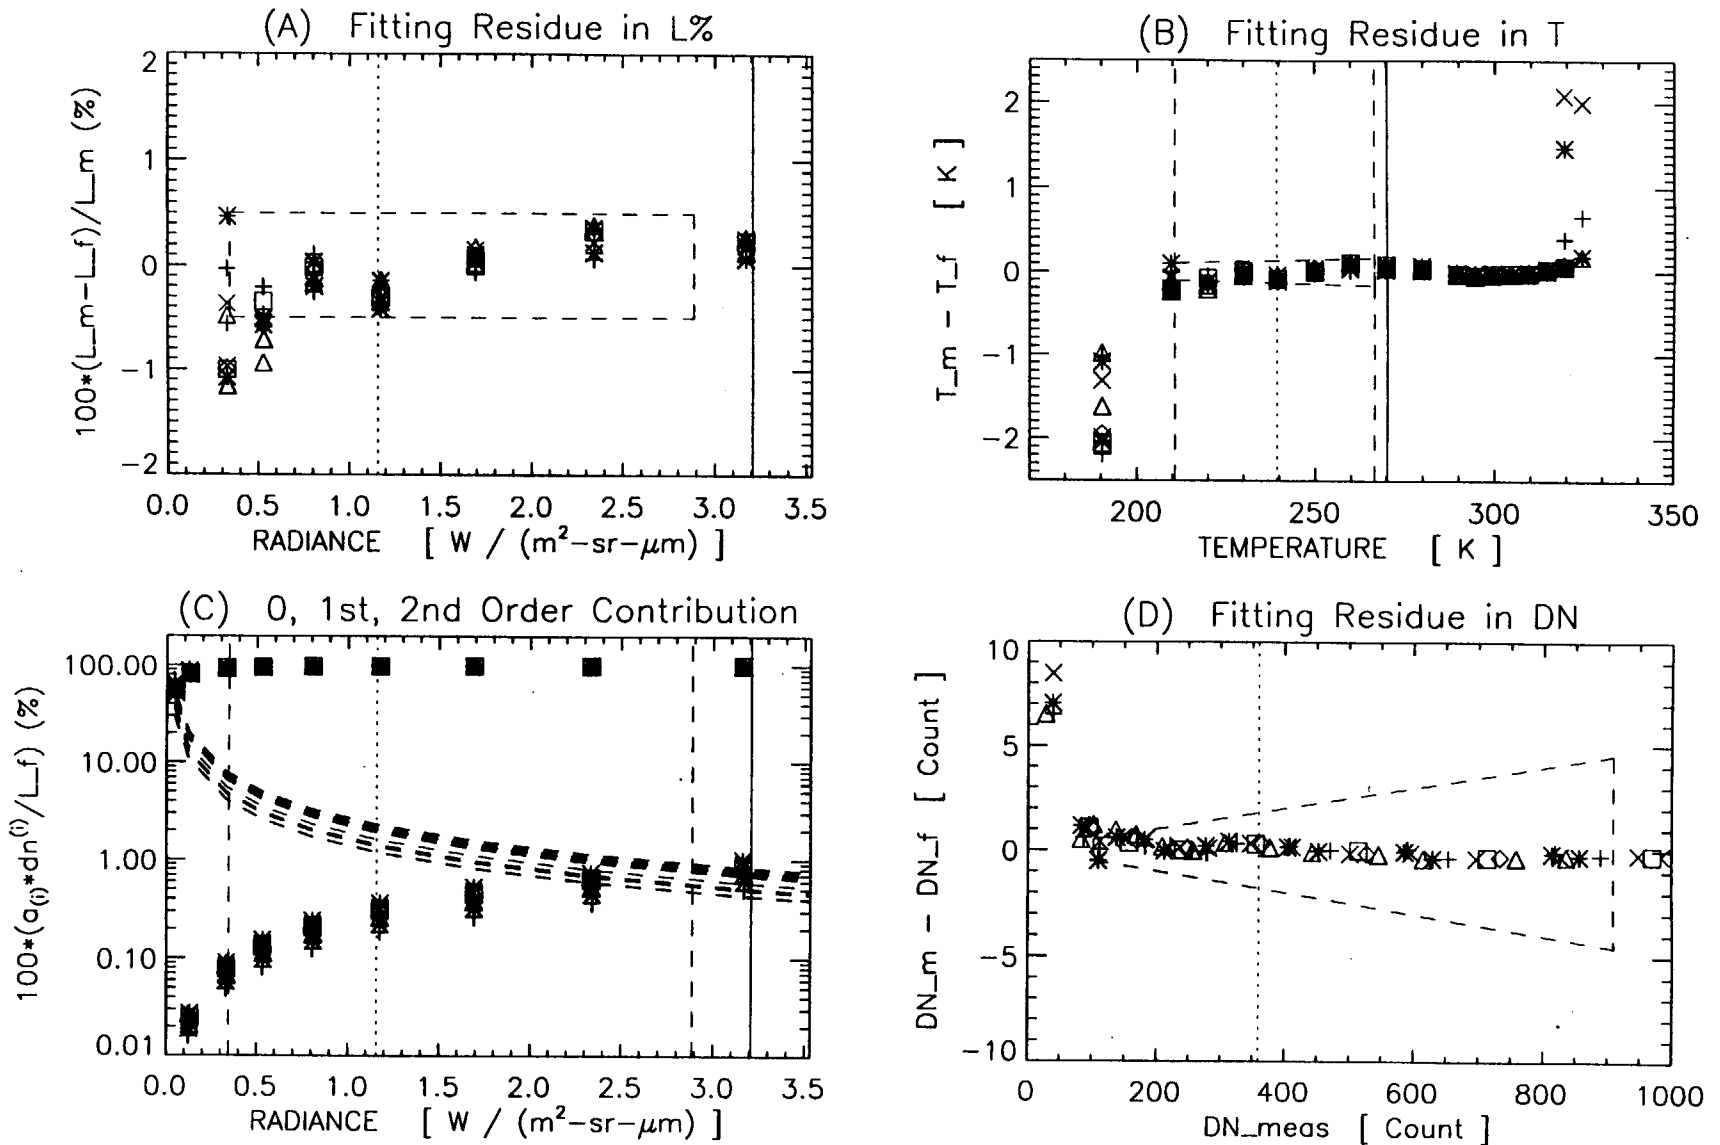 (A) Fitting Residue in L%
100*(L_m-L_f)/L_m (%)
2
1
0
-1
-2
0.0 0.5 1.0 1.5 2.0 2.5 3.0 3.5
RADIANCE [ W / (m²-sr-μm) ]
(B) Fitting Residue in T
T_m - T_f [ K ]
2
1
0
-1
-2
200 250 300 350
TEMPERATURE [ K ]
(C) 0, 1st, 2nd Order Contribution
100*(a(i)*dn(i)/L_f) (%)
100.00
10.00
1.00
0.10
0.01
0.0 0.5 1.0 1.5 2.0 2.5 3.0 3.5
RADIANCE [ W / (m²-sr-μm) ]
(D) Fitting Residue in DN
DN_m - DN_f [ Count ]
10
5
0
-5
-10
0 200 400 600 800 1000
DN_meas [ Count ]